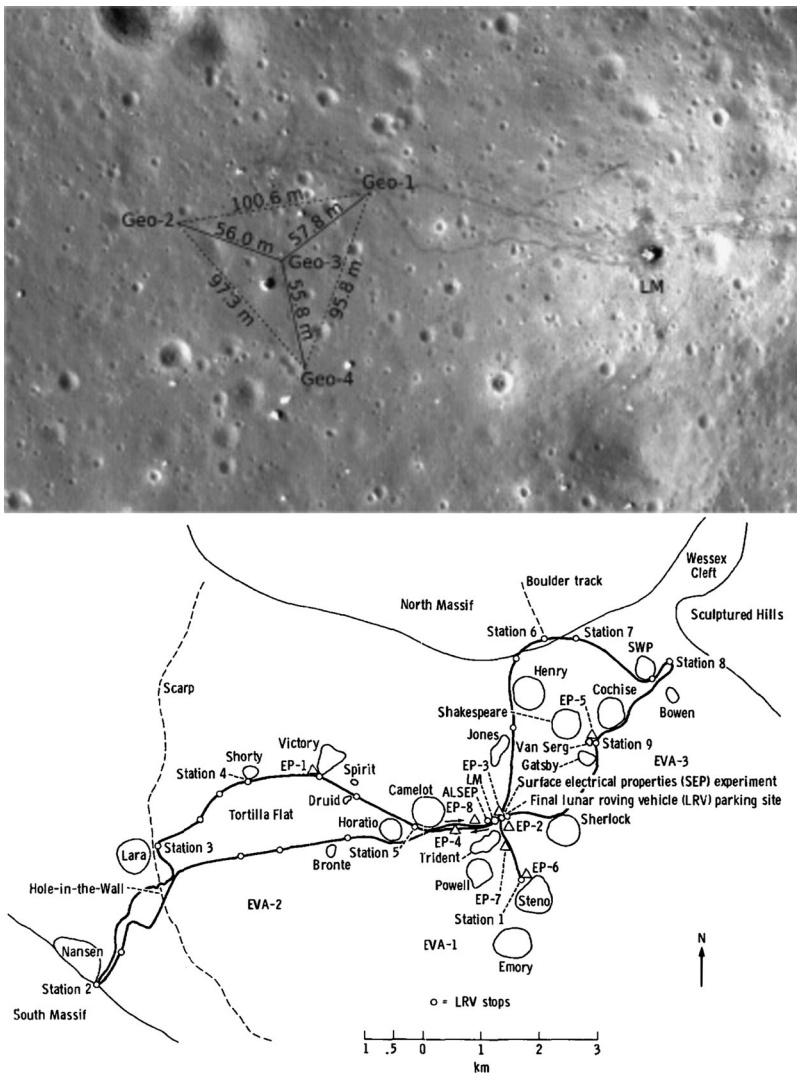 Geo-1
100.6 m
Geo-2
56.0 m
57.8 m
Geo-3
97.3 m
55.8 m
95.8 m
LM
Geo-4
Wessex
Cleft
Boulder track
North Massif
Sculptured Hills
Station 6
Station 7
SWP
Station 8
Henry
Scarp
Cochise
EP-5
Bowen
Shakespeare
Jones
Van Serg
Station 9
Victory
Gatsby
EVA-3
Shorty
EP-1
EP-3
Station 4
Spirit
LM
Surface electrical properties (SEP) experiment
Camelot
ALSEP
Final lunar roving vehicle (LRV) parking site
Druid
EP-8
Tortilla Flat
Horatio
EP-2
Sherlock
EP-4
Station 3
Station 5
Trident
Lara
Bronte
EP-6
Powell
Hole-in-the-Wall
EP-7
Steno
EVA-2
Station 1
EVA-1
Nansen
N
Emory
Station 2
= LRV stops
South Massif
1 .5 0 1 2 3
km